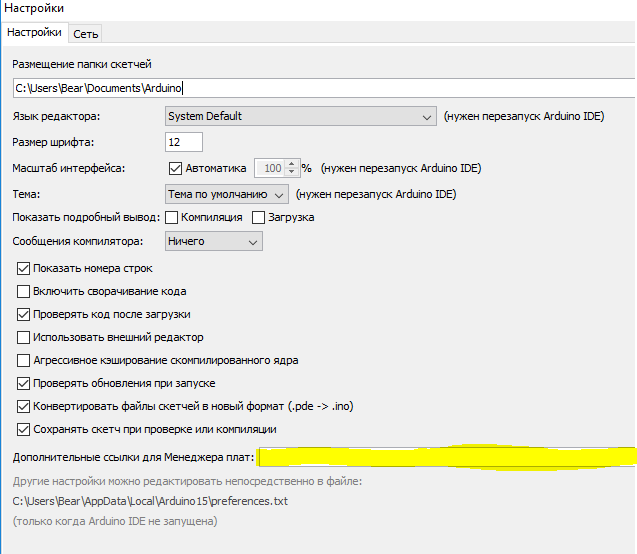 Настройки
Настройки Сеть
Размещение папки скетчей
C:\Users\Bear\Documents\Arduino
Язык редактора: System Default (нужен перезапуск Arduino IDE)
Размер шрифта: 12
Масштаб интерфейса: Автоматика 100 % (нужен перезапуск Arduino IDE)
Тема: Тема по умолчанию (нужен перезапуск Arduino IDE)
Показать подробный вывод: Компиляция Загрузка
Сообщения компилятора: Ничего
Показать номера строк
Включить сворачивание кода
Проверять код после загрузки
Использовать внешний редактор
Агрессивное кэширование скомпилированного ядра
Проверять обновления при запуске
Конвертировать файлы скетчей в новый формат (.pde -> .ino)
Сохранять скетч при проверке или компиляции
Дополнительные ссылки для Менеджера плат:
Другие настройки можно редактировать непосредственно в файле:
C:\Users\Bear\AppData\Local\Arduino15\preferences.txt
(только когда Arduino IDE не запущена)